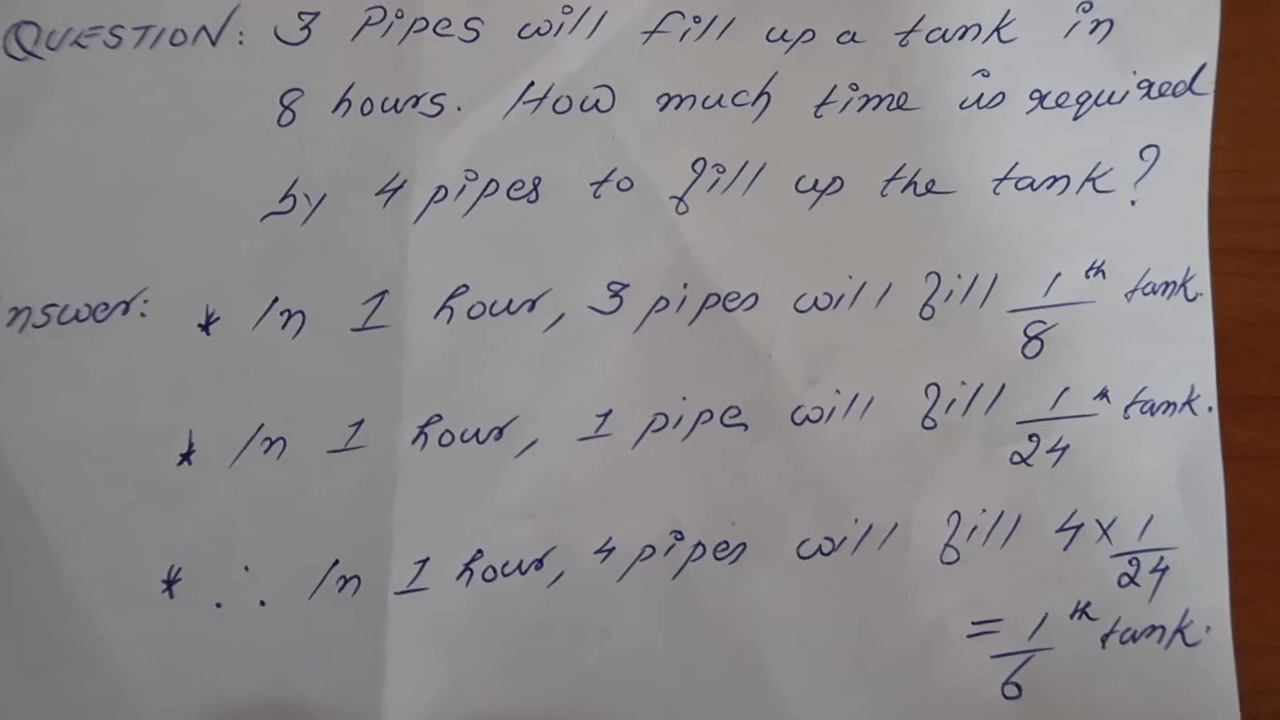 QUESTION: 3 Pipes will fill up a tank in
8 hours. How much time is required
by 4 pipes to fill up the tank?
nswer: * In 1 hour, 3 pipes will fill 1/8 th tank.
* In 1 hour, 1 pipe will fill 1/24 th tank.
* ∴ In 1 hour, 4 pipes will fill 4 × 1/24
= 1/6 th tank.